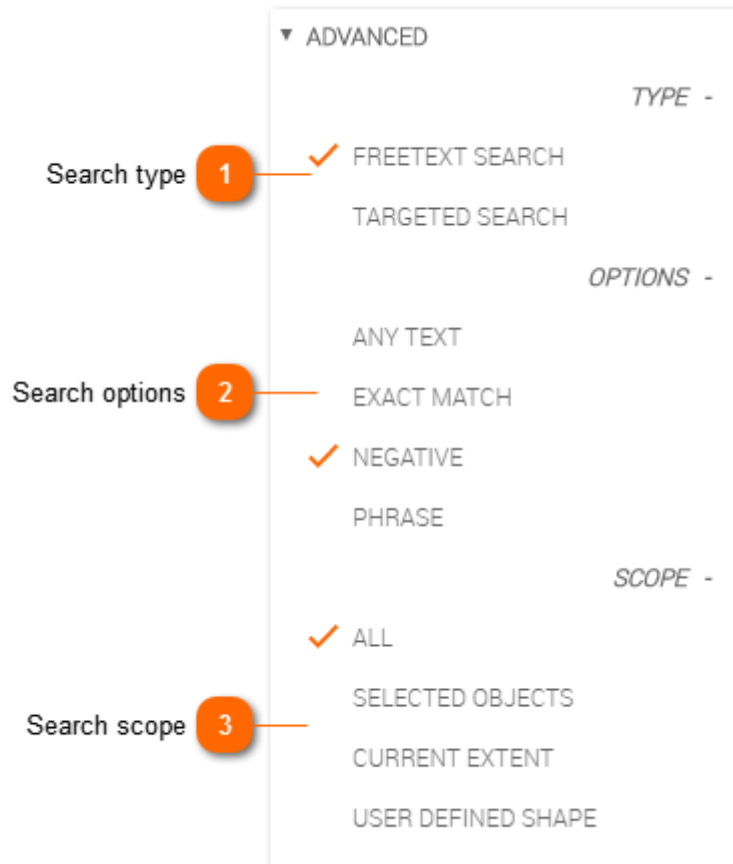 ▼ ADVANCED
TYPE -
Search type 1 FREETEXT SEARCH
TARGETED SEARCH
OPTIONS -
ANY TEXT
Search options 2 EXACT MATCH
NEGATIVE
PHRASE
SCOPE -
ALL
SELECTED OBJECTS
Search scope 3
CURRENT EXTENT
USER DEFINED SHAPE